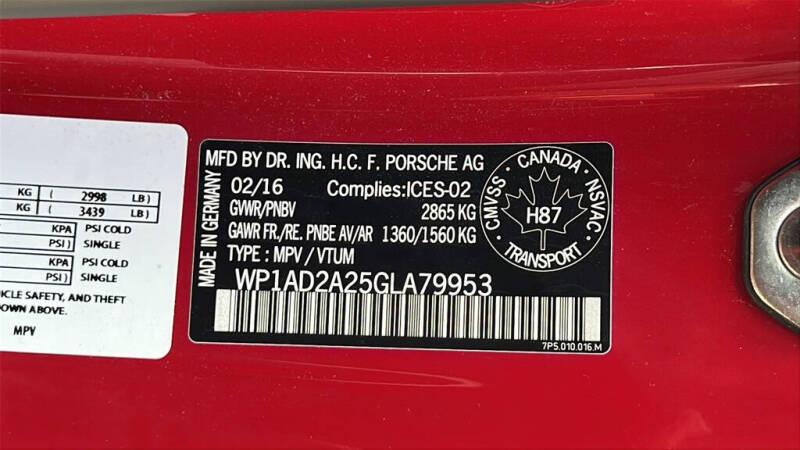 KG ( 2998 LB)
KG ( 3439 LB)
KPA PSI COLD
PSI) SINGLE
KPA PSI COLD
PSI) SINGLE
VEHICLE SAFETY, AND THEFT
DOWN ABOVE.
MPV
MADE IN GERMANY
MFD BY DR. ING. H.C. F. PORSCHE AG
02/16 Complies:ICES-02
GWR/PNBV 2865 KG
GAWR FR./RE. PNBE AV/AR 1360/1560 KG
TYPE : MPV / VTUM
WP1AD2A25GLA79953
CMVSS · CANADA · NSVAC
H87
TRANSPORT
7P5.010.016.M